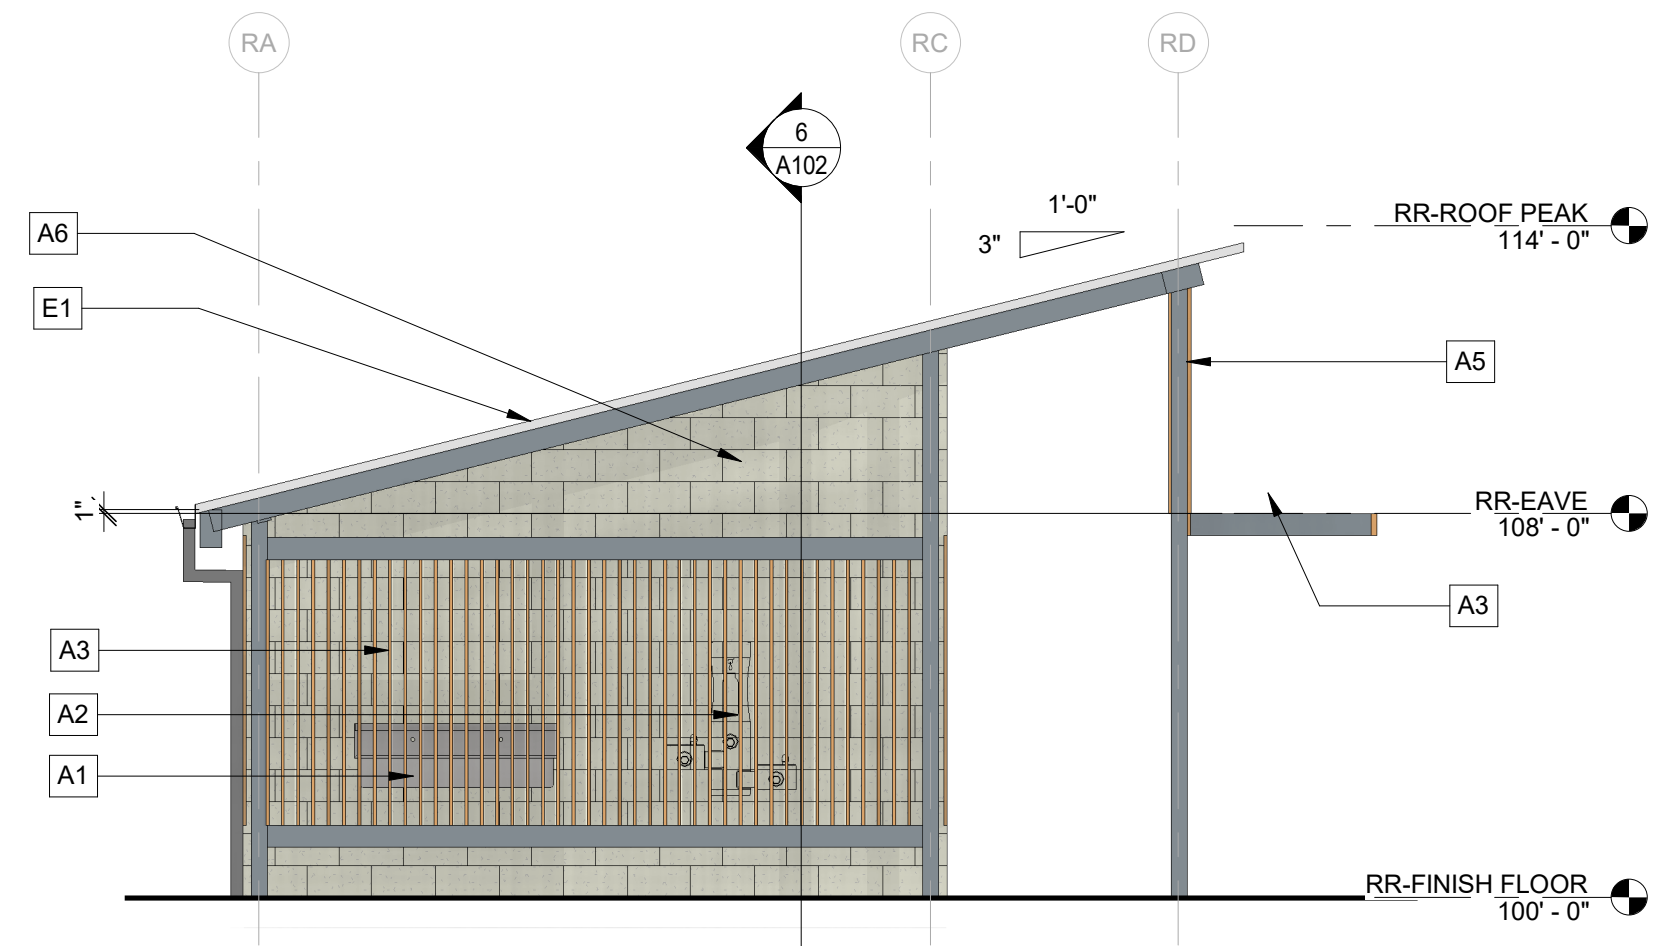 RA
RC
RD
6
A102
1'-0"
3"
RR-ROOF PEAK
114' - 0"
A6
E1
A5
1"
RR-EAVE
108' - 0"
A3
A3
A2
A1
RR-FINISH FLOOR
100' - 0"